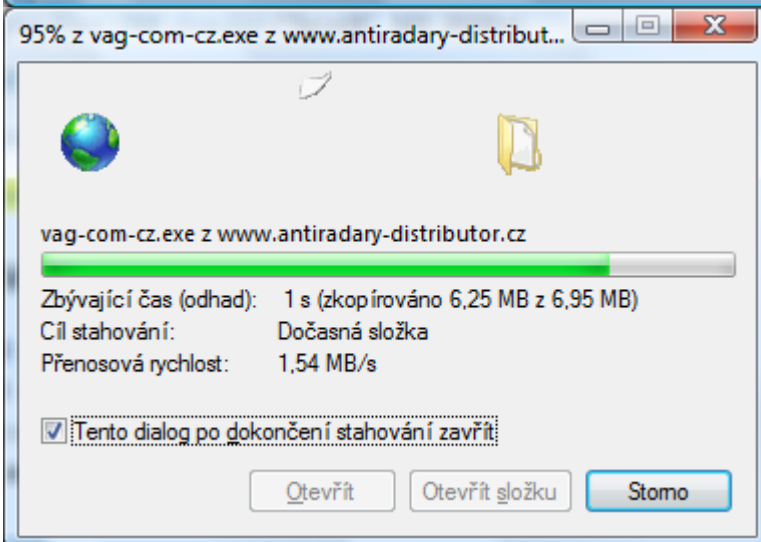 95% z vag-com-cz.exe z www.antiradary-distribut...
vag-com-cz.exe z www.antiradary-distributor.cz
Zbývající čas (odhad): 1 s (zkopírováno 6,25 MB z 6,95 MB)
Cíl stahování: Dočasná složka
Přenosová rychlost: 1,54 MB/s
Tento dialog po dokončení stahování zavřít
Otevřít Otevřít složku Storno